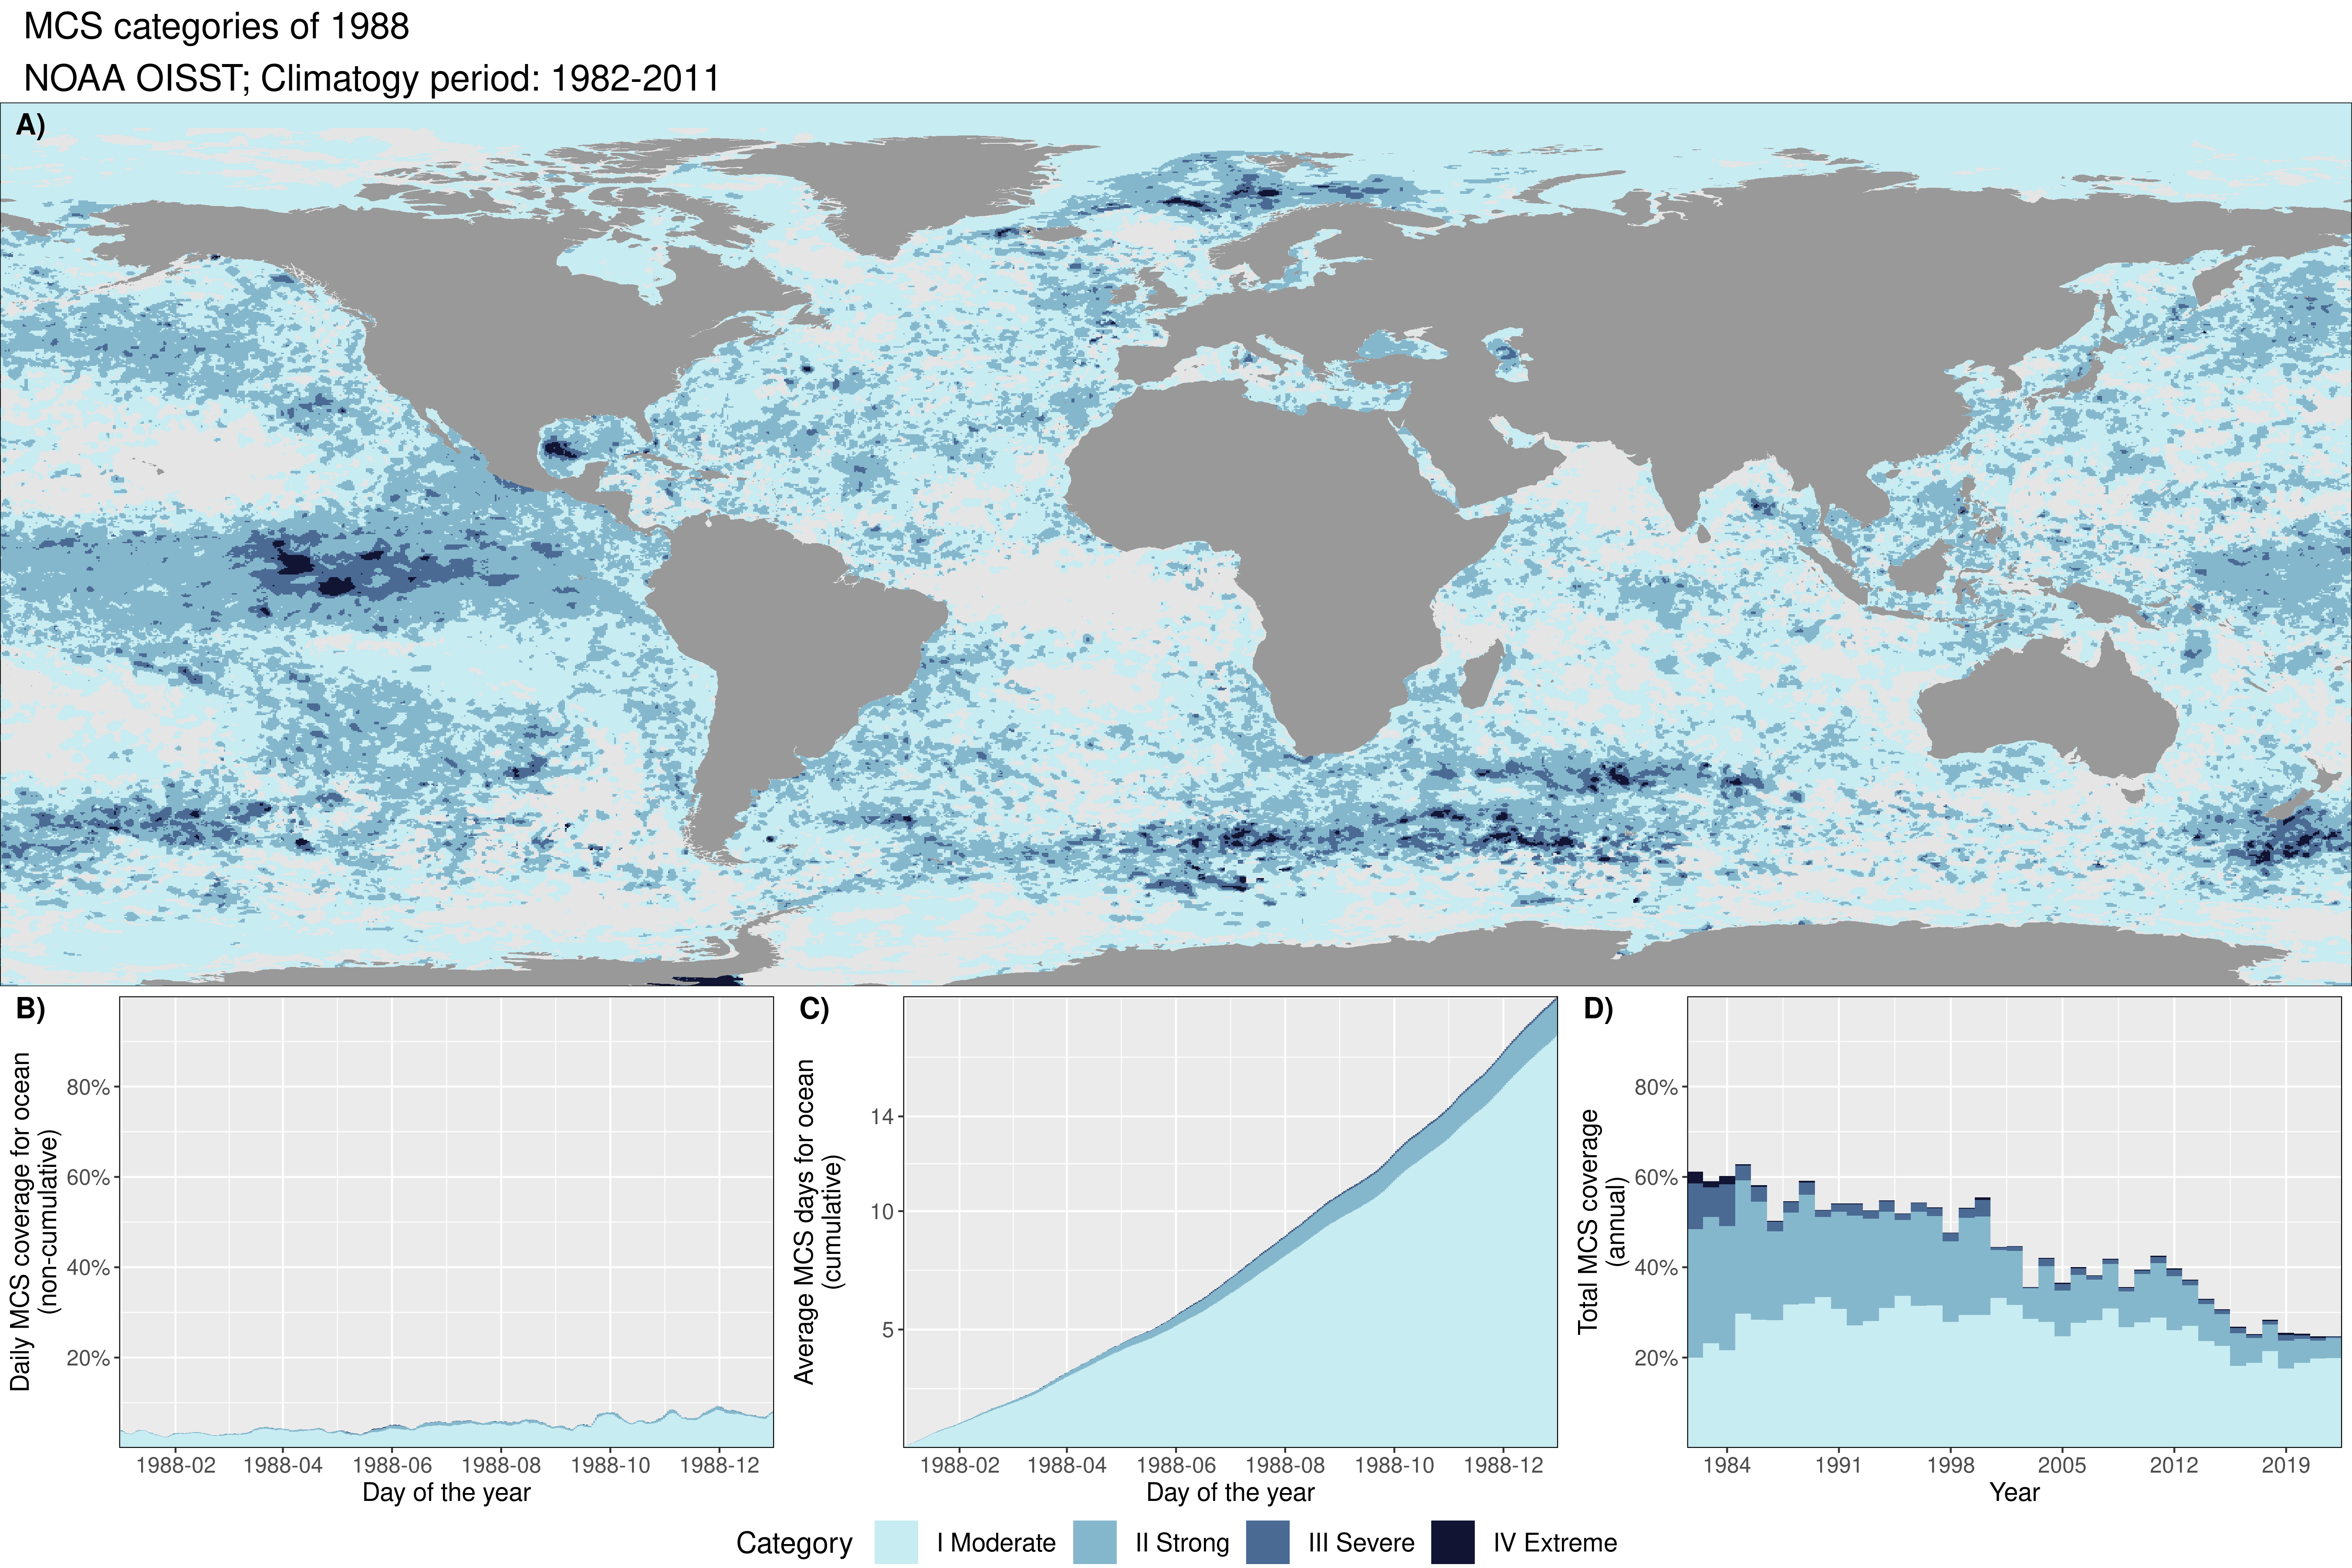 MCS categories of 1988
NOAA OISST; Climatogy period: 1982-2011
A)
B)
Daily MCS coverage for ocean
(non-cumulative)
80%
60%
40%
20%
1988-02 1988-04 1988-06 1988-08 1988-10 1988-12
Day of the year
C)
Average MCS days for ocean
(cumulative)
14
10
5
1988-02 1988-04 1988-06 1988-08 1988-10 1988-12
Day of the year
D)
Total MCS coverage
(annual)
80%
60%
40%
20%
1984 1991 1998 2005 2012 2019
Year
Category I Moderate II Strong III Severe IV Extreme